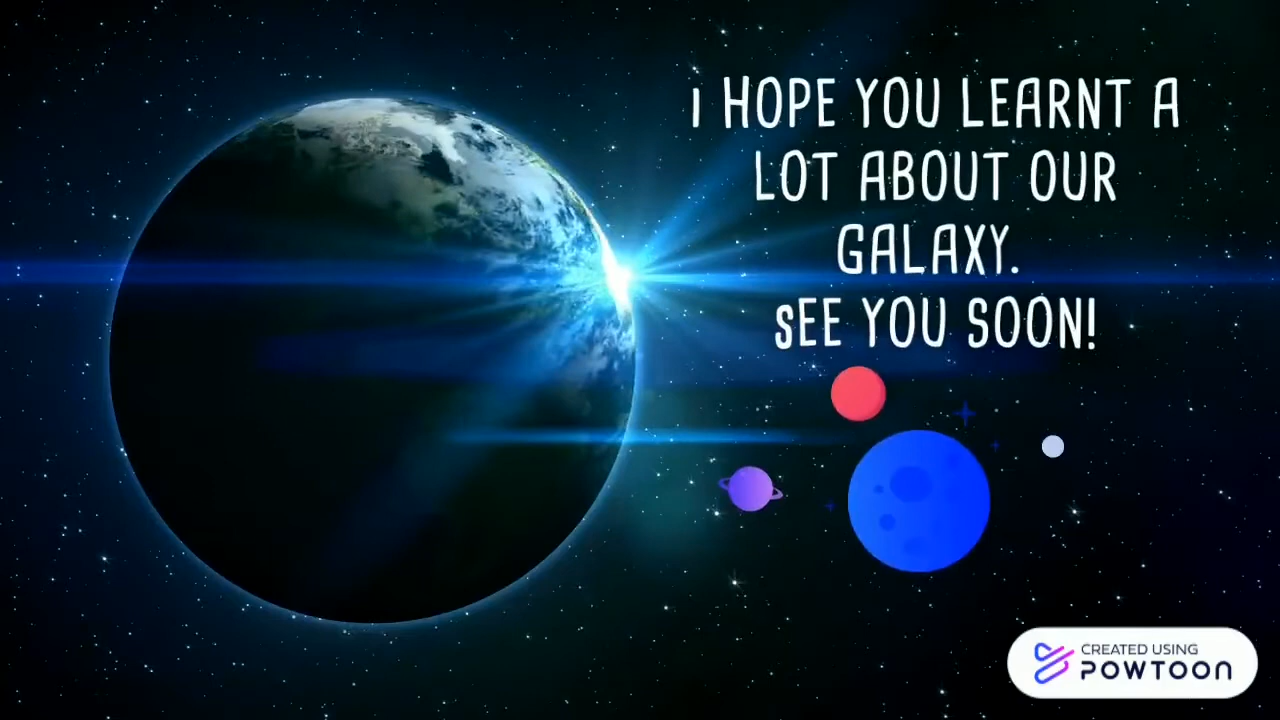 I HOPE YOU LEARNT A
LOT ABOUT OUR
GALAXY.
SEE YOU SOON!
CREATED USING
POWTOON